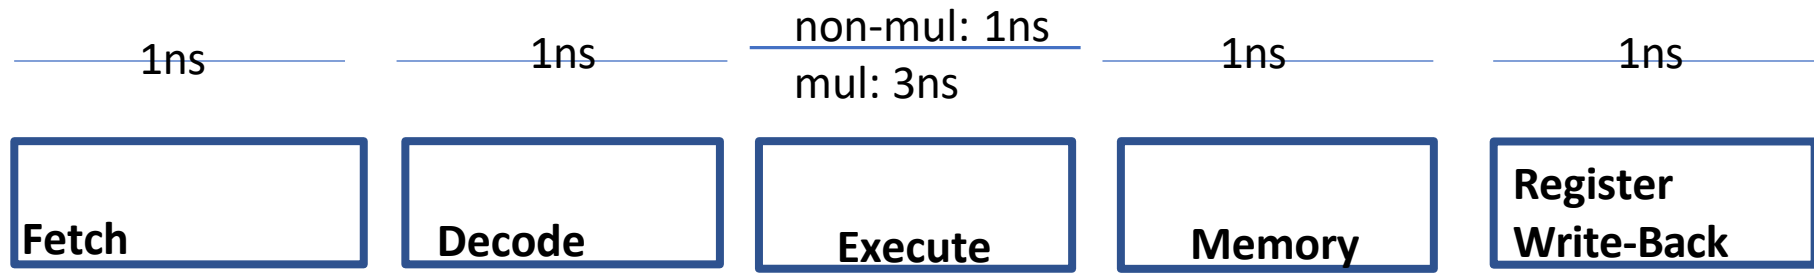 1ns
1ns
non-mul: 1ns
mul: 3ns
1ns
1ns
Fetch
Decode
Execute
Memory
Register
Write-Back